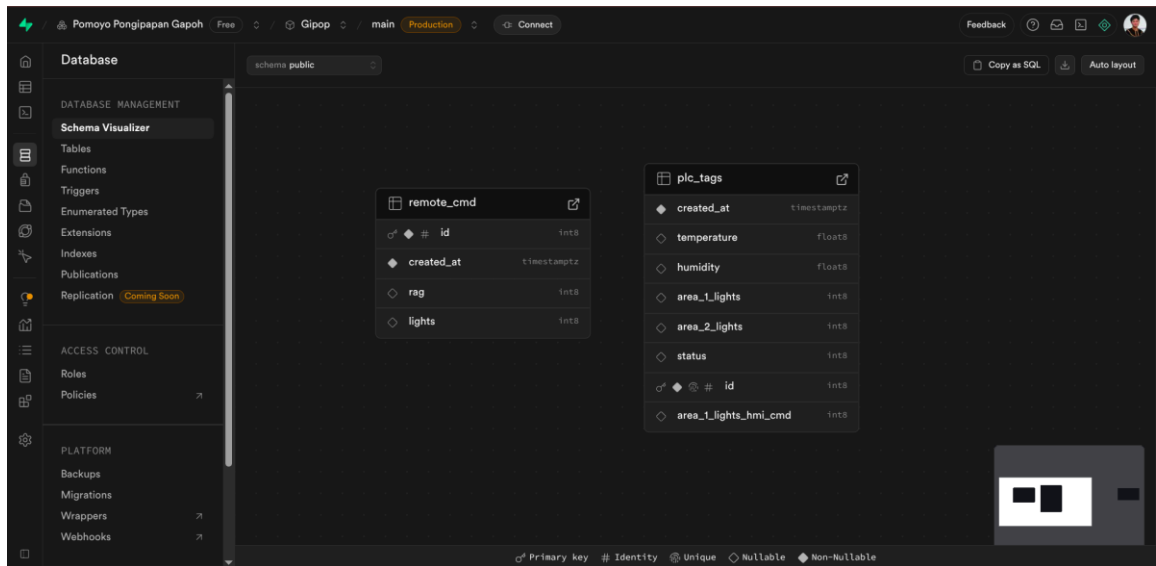 Pomoyo Pongipapan Gapoh Free / Gipop / main Production Connect Feedback
Database
schema public Copy as SQL Auto layout
DATABASE MANAGEMENT
Schema Visualizer
Tables
Functions
Triggers
Enumerated Types
Extensions
Indexes
Publications
Replication Coming Soon
ACCESS CONTROL
Roles
Policies
PLATFORM
Backups
Migrations
Wrappers
Webhooks
remote_cmd
id int8
created_at timestamptz
rag int8
lights int8
plc_tags
created_at timestamptz
temperature float8
humidity float8
area_1_lights int8
area_2_lights int8
status int8
id int8
area_1_lights_hmi_cmd int8
Primary key # Identity Unique Nullable Non-Nullable